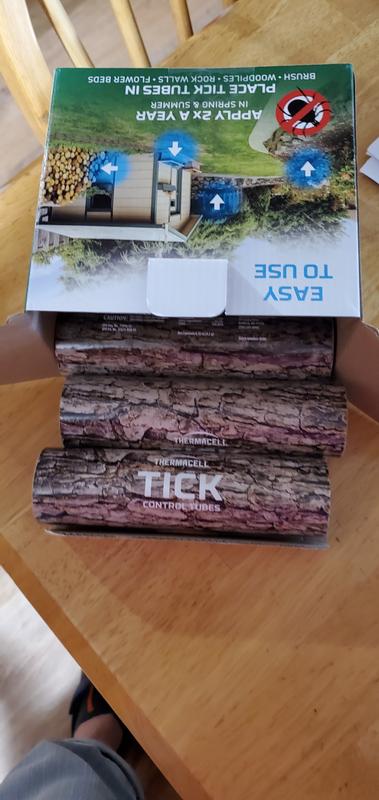 EASY
TO USE
APPLY 2x A YEAR
IN SPRING & SUMMER
PLACE TICK TUBES IN
BRUSH • WOODPILES • ROCK WALLS • FLOWER BEDS
CAUTION:
THERMACELL
THERMACELL
TICK
CONTROL TUBES